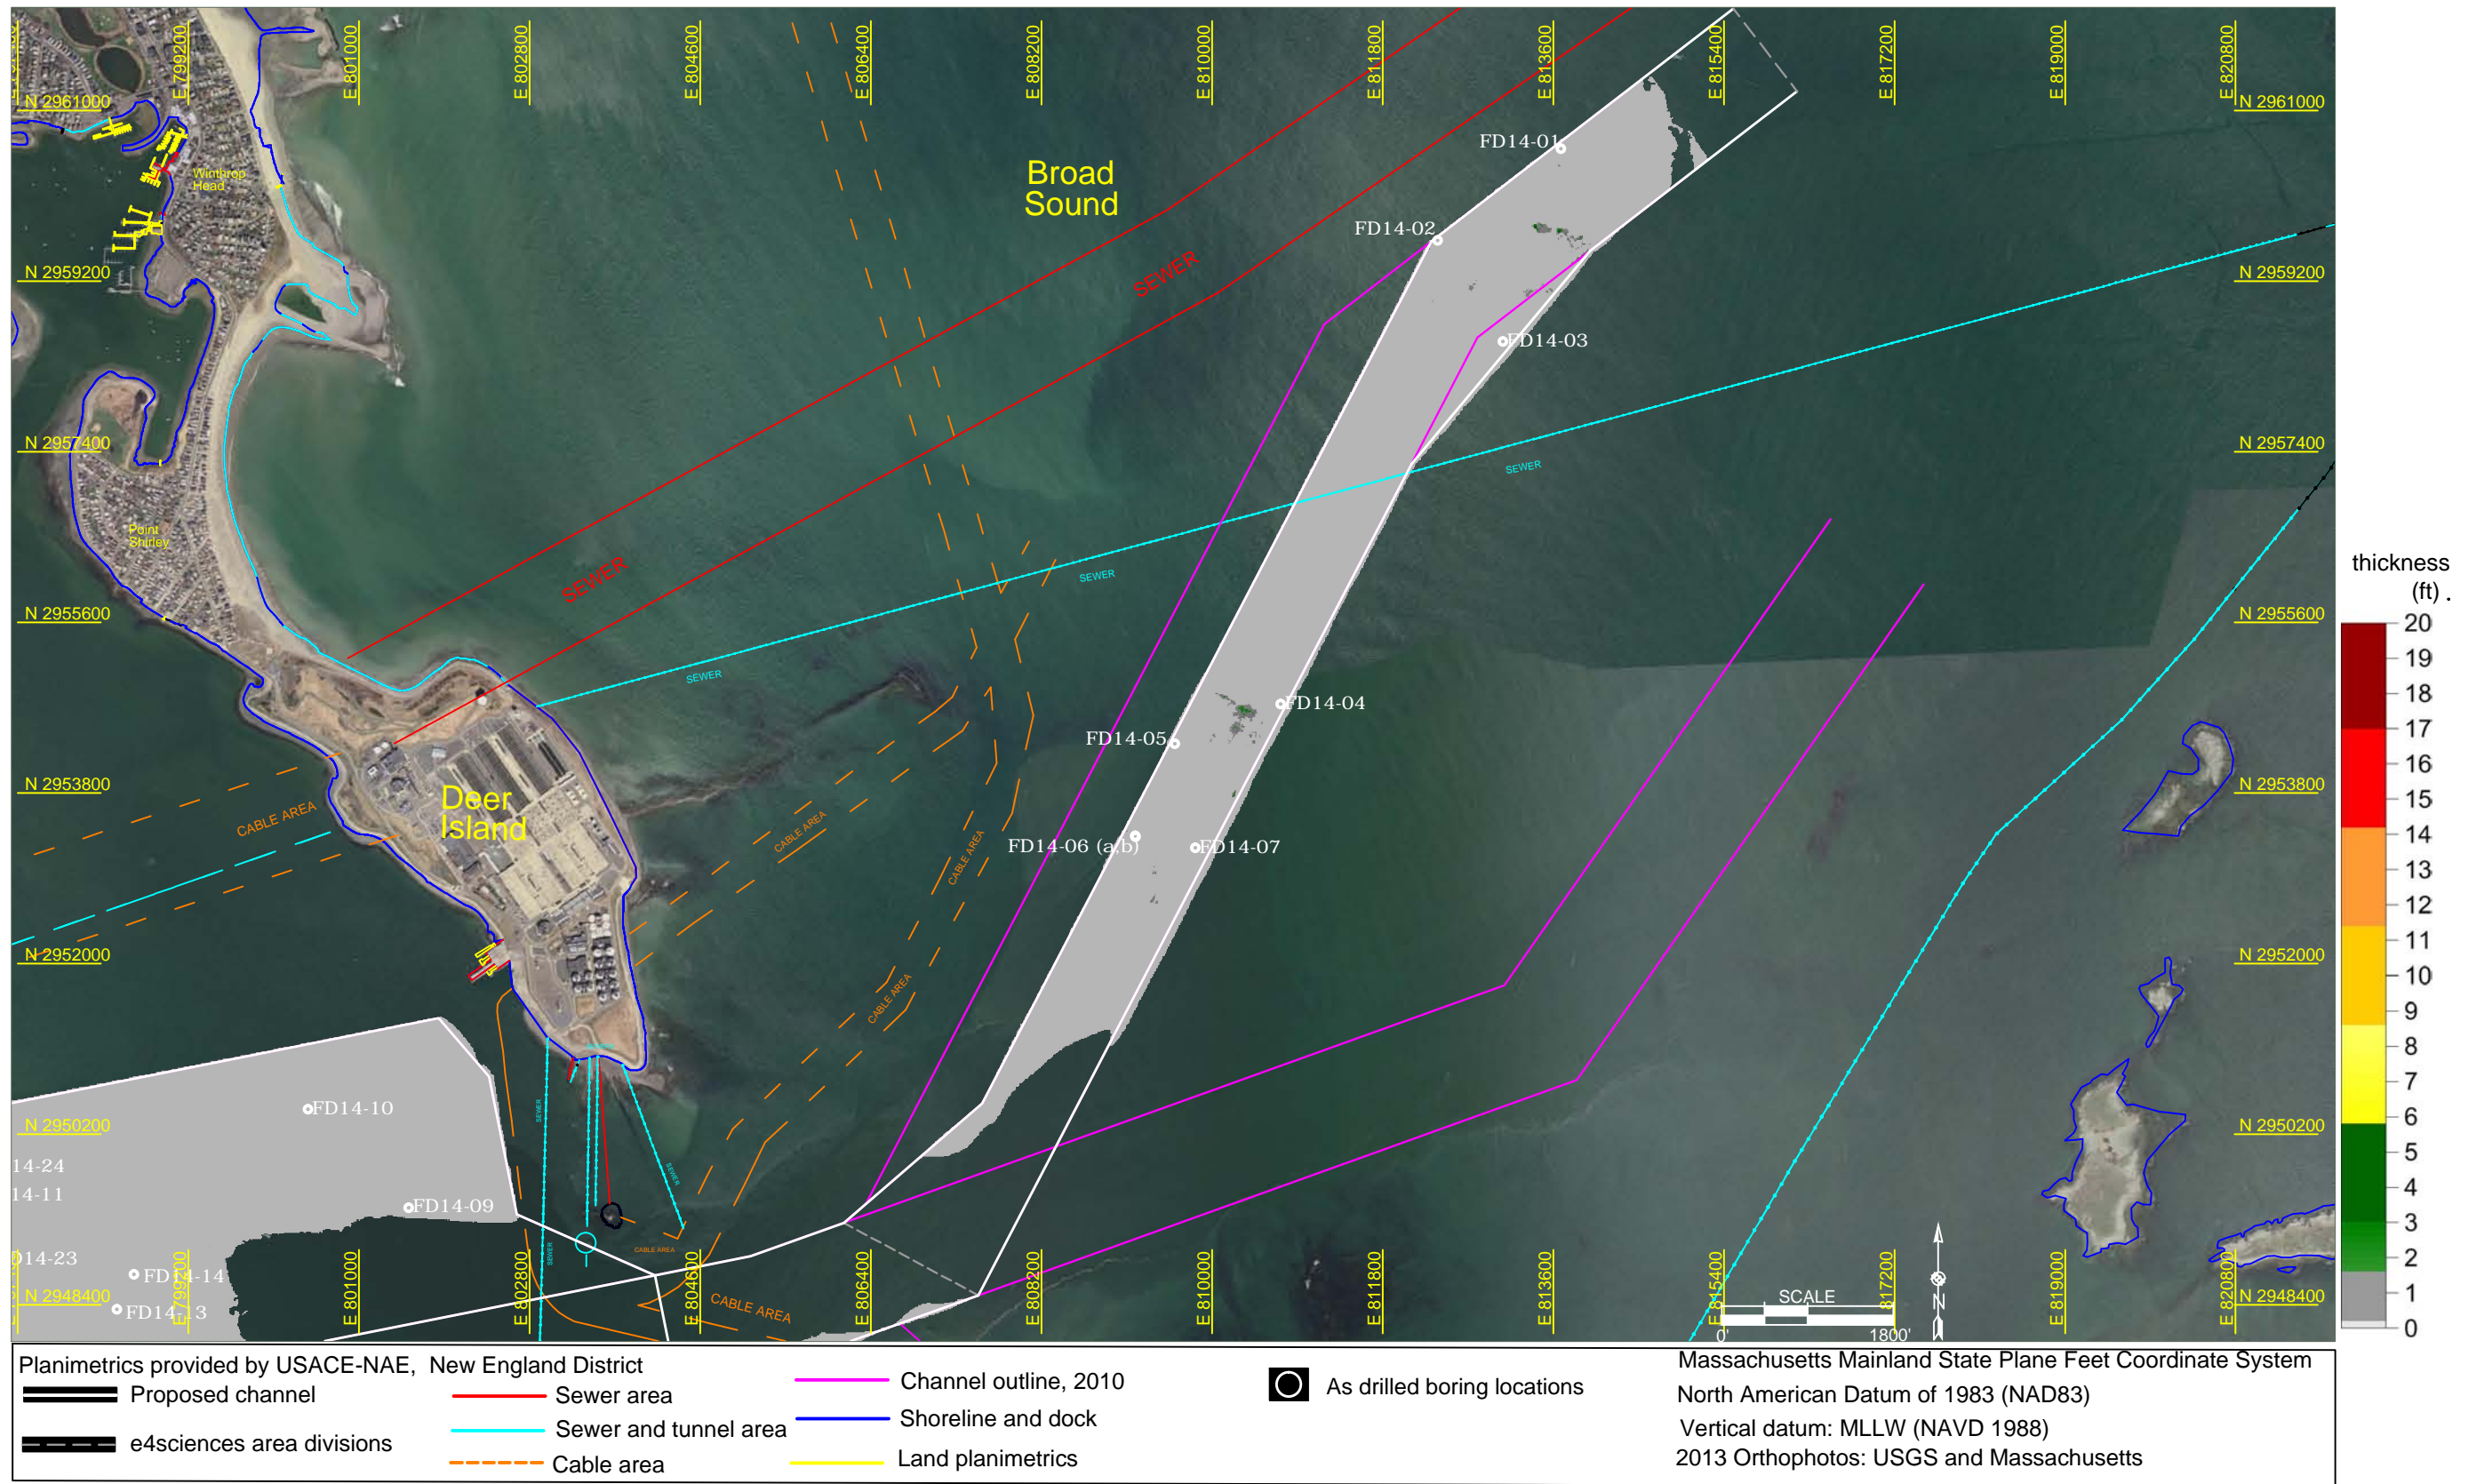 E 799200
E 801000
E 802800
E 804600
E 806400
E 808200
E 810000
E 811800
E 813600
E 815400
E 817200
E 819000
E 820800
N 2961000
N 2961000
Winthrop
Head
Broad
Sound
FD14-01
FD14-02
N 2959200
N 2959200
SEWER
FD14-03
N 2957400
N 2957400
SEWER
Point
Shirley
SEWER
SEWER
N 2955600
N 2955600
SEWER
FD14-04
FD14-05
N 2953800
N 2953800
Deer
Island
CABLE AREA
CABLE AREA
CABLE AREA
FD14-06 (a,b)
FD14-07
N 2952000
N 2952000
CABLE AREA
FD14-10
SEWER
N 2950200
N 2950200
14-24
SEWER
14-11
FD14-09
CABLE AREA
SEWER
14-23
FD14-14
N 2948400
N 2948400
FD14-13
CABLE AREA
E 799200
E 801000
E 802800
E 804600
E 806400
E 808200
E 810000
E 811800
E 813600
E 815400
E 817200
E 819000
E 820800
SCALE
0'
1800'
N
thickness
(ft) .
20
19
18
17
16
15
14
13
12
11
10
9
8
7
6
5
4
3
2
1
0
Planimetrics provided by USACE-NAE, New England District
Proposed channel
e4sciences area divisions
Sewer area
Sewer and tunnel area
Cable area
Channel outline, 2010
Shoreline and dock
Land planimetrics
As drilled boring locations
Massachusetts Mainland State Plane Feet Coordinate System
North American Datum of 1983 (NAD83)
Vertical datum: MLLW (NAVD 1988)
2013 Orthophotos: USGS and Massachusetts